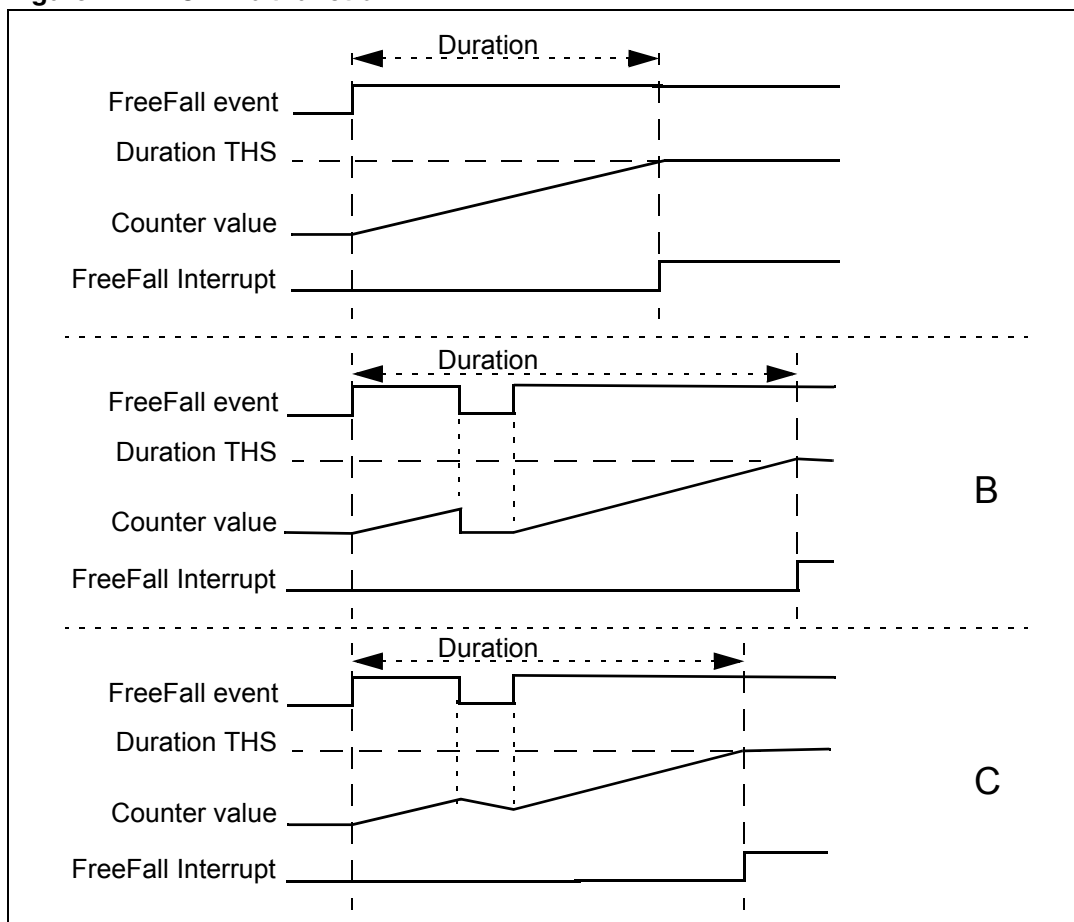 Duration
FreeFall event
Duration THS
Counter value
FreeFall Interrupt
Duration
FreeFall event
Duration THS
B
Counter value
FreeFall Interrupt
Duration
FreeFall event
Duration THS
C
Counter value
FreeFall Interrupt